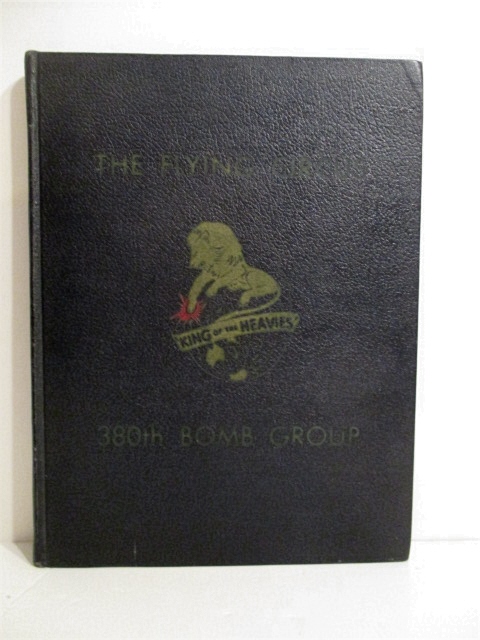 THE FLYING CIRCUS
KING OF THE HEAVIES
380th BOMB GROUP